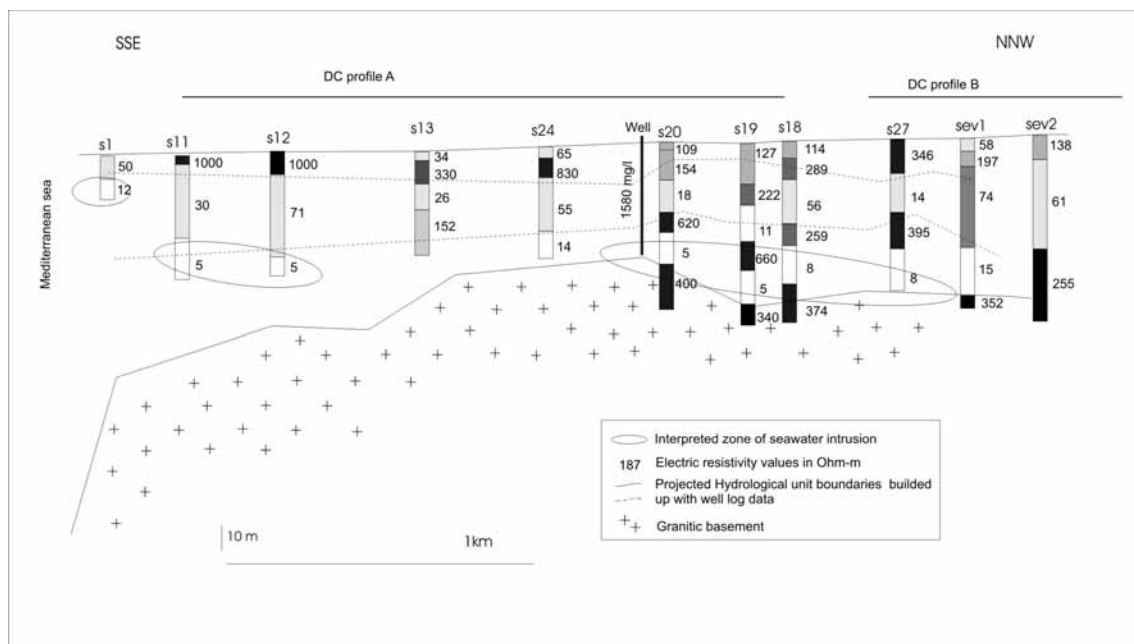 SSE
NNW
DC profile A
DC profile B
Mediterranean sea
s1
50
12
s11
1000
30
5
s12
1000
71
5
s13
34
330
26
152
s24
65
830
55
14
Well
1580 mg/l
s20
109
154
18
620
5
400
s19
127
222
11
660
5
340
s18
114
289
56
259
8
374
s27
346
14
395
8
sev1
58
197
74
15
352
sev2
138
61
255
Interpreted zone of seawater intrusion
187 Electric resistivity values in Ohm-m
Projected Hydrological unit boundaries builded
up with well log data
Granitic basement
10 m
1km